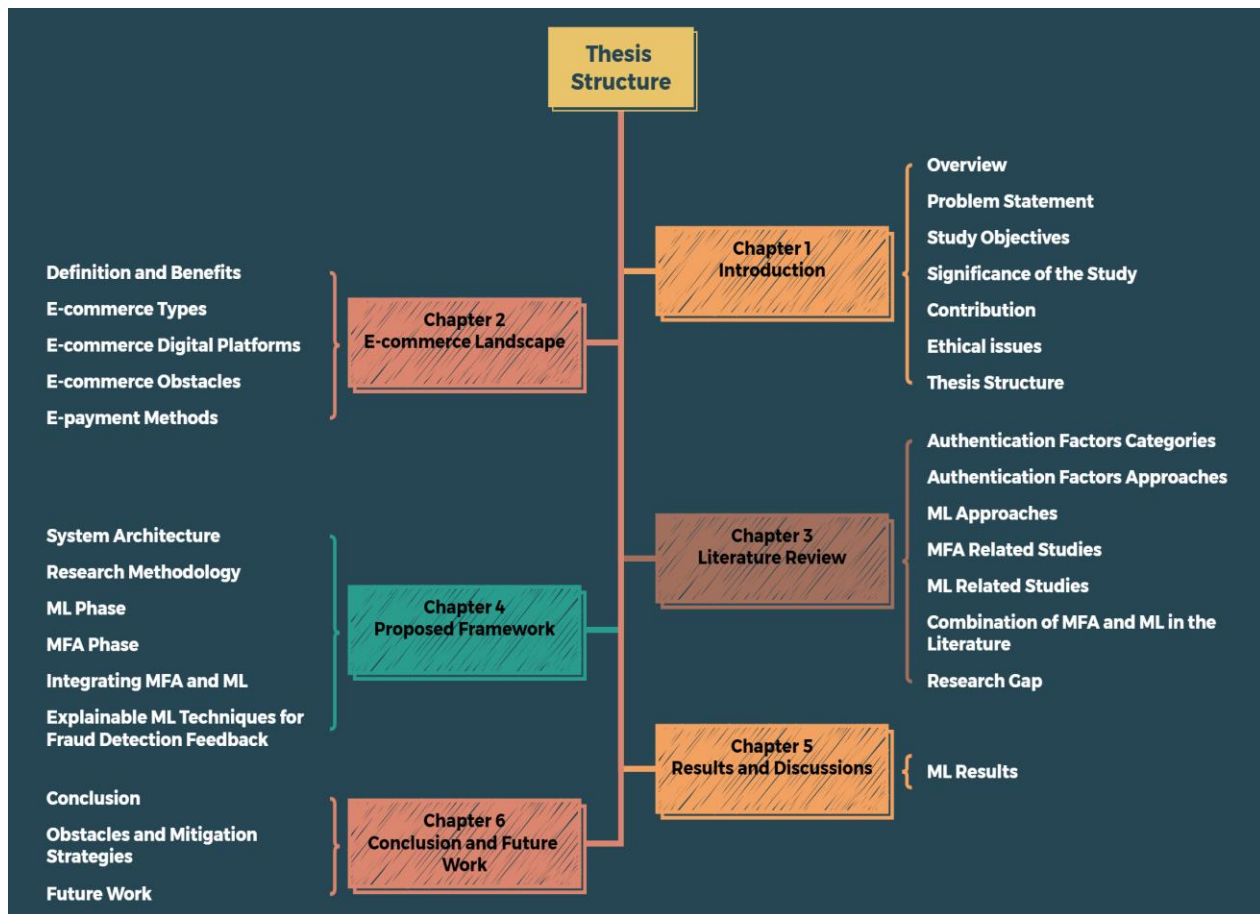 Thesis
Structure
Chapter 1
Introduction
Overview
Problem Statement
Study Objectives
Significance of the Study
Contribution
Ethical issues
Thesis Structure
Chapter 2
E-commerce Landscape
Definition and Benefits
E-commerce Types
E-commerce Digital Platforms
E-commerce Obstacles
E-payment Methods
Chapter 3
Literature Review
Authentication Factors Categories
Authentication Factors Approaches
ML Approaches
MFA Related Studies
ML Related Studies
Combination of MFA and ML in the
Literature
Research Gap
Chapter 4
Proposed Framework
System Architecture
Research Methodology
ML Phase
MFA Phase
Integrating MFA and ML
Explainable ML Techniques for
Fraud Detection Feedback
Chapter 5
Results and Discussions
ML Results
Chapter 6
Conclusion and Future
Work
Conclusion
Obstacles and Mitigation
Strategies
Future Work